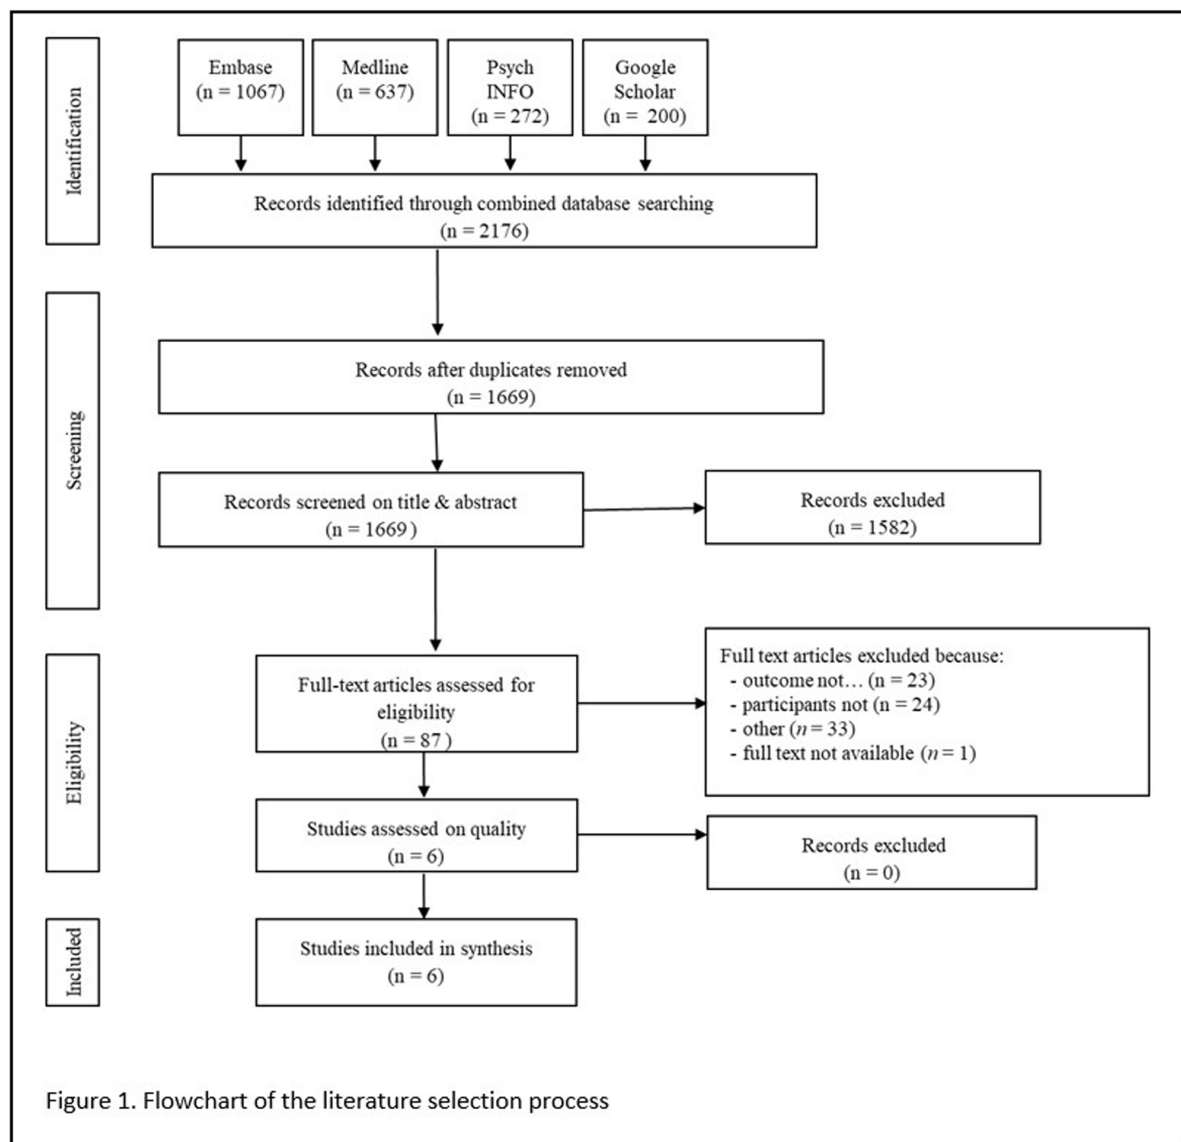 Identification
Embase
(n = 1067)
Medline
(n = 637)
Psych
INFO
(n = 272)
Google
Scholar
(n = 200)
Records identified through combined database searching
(n = 2176)
Screening
Records after duplicates removed
(n = 1669)
Records screened on title & abstract
(n = 1669 )
Records excluded
(n = 1582)
Eligibility
Full-text articles assessed for
eligibility
(n = 87 )
Full text articles excluded because:
- outcome not… (n = 23)
- participants not (n = 24)
- other (n = 33)
- full text not available (n = 1)
Studies assessed on quality
(n = 6)
Records excluded
(n = 0)
Included
Studies included in synthesis
(n = 6)
Figure 1. Flowchart of the literature selection process